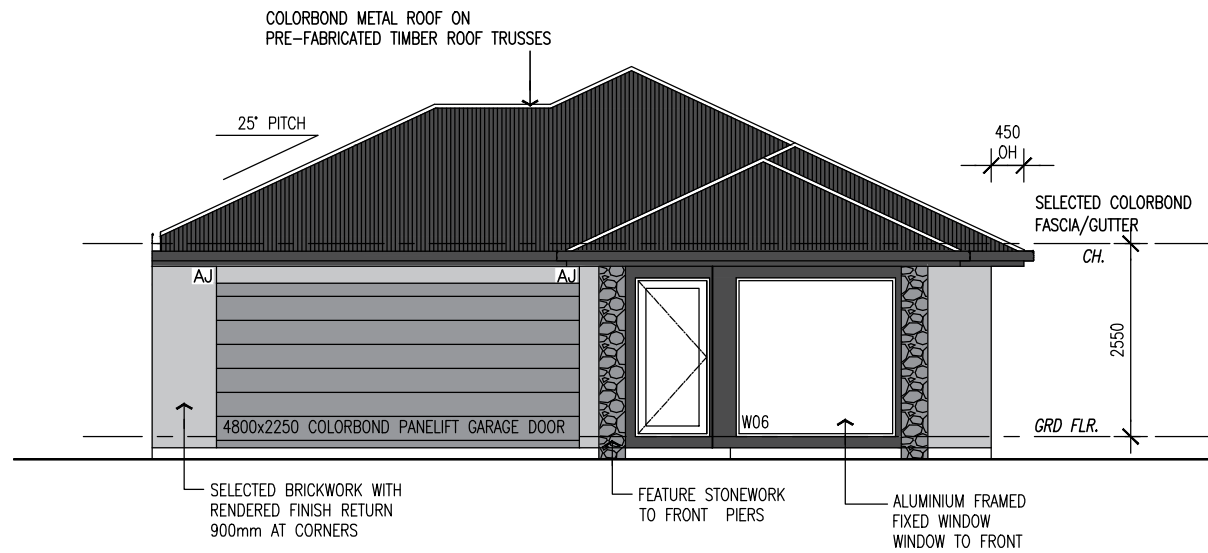 COLORBOND METAL ROOF ON
PRE-FABRICATED TIMBER ROOF TRUSSES
25° PITCH
450
OH
SELECTED COLORBOND
FASCIA/GUTTER
CH.
AJ
AJ
2550
W06
4800x2250 COLORBOND PANELIFT GARAGE DOOR
GRD FLR.
SELECTED BRICKWORK WITH
RENDERED FINISH RETURN
900mm AT CORNERS
FEATURE STONEWORK
TO FRONT PIERS
ALUMINIUM FRAMED
FIXED WINDOW
WINDOW TO FRONT